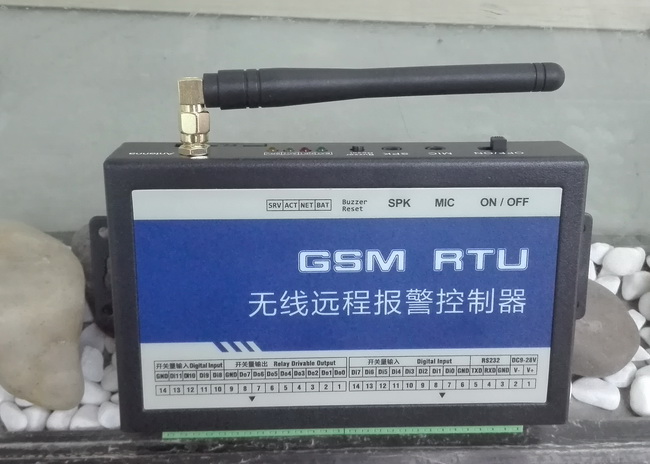 Antenna SPK MIC OFF/ON
SRV ACT NET BAT Buzzer Reset SPK MIC ON / OFF
GSM RTU
无线远程报警控制器
开关量输入 Digital Input 开关量输出 Relay Drivable Output 开关量输入 Digital Input RS232 DC9-28V
GND DI11 DI10 DI9 DI8 GND Do7 Do6 Do5 Do4 Do3 Do2 Do1 Do0 DI7 DI6 DI5 DI4 DI3 DI2 DI1 DI0 GND TXD RXD GND V- V+
14 13 12 11 10 9 8 7 6 5 4 3 2 1 14 13 12 11 10 9 8 7 6 5 4 3 2 1